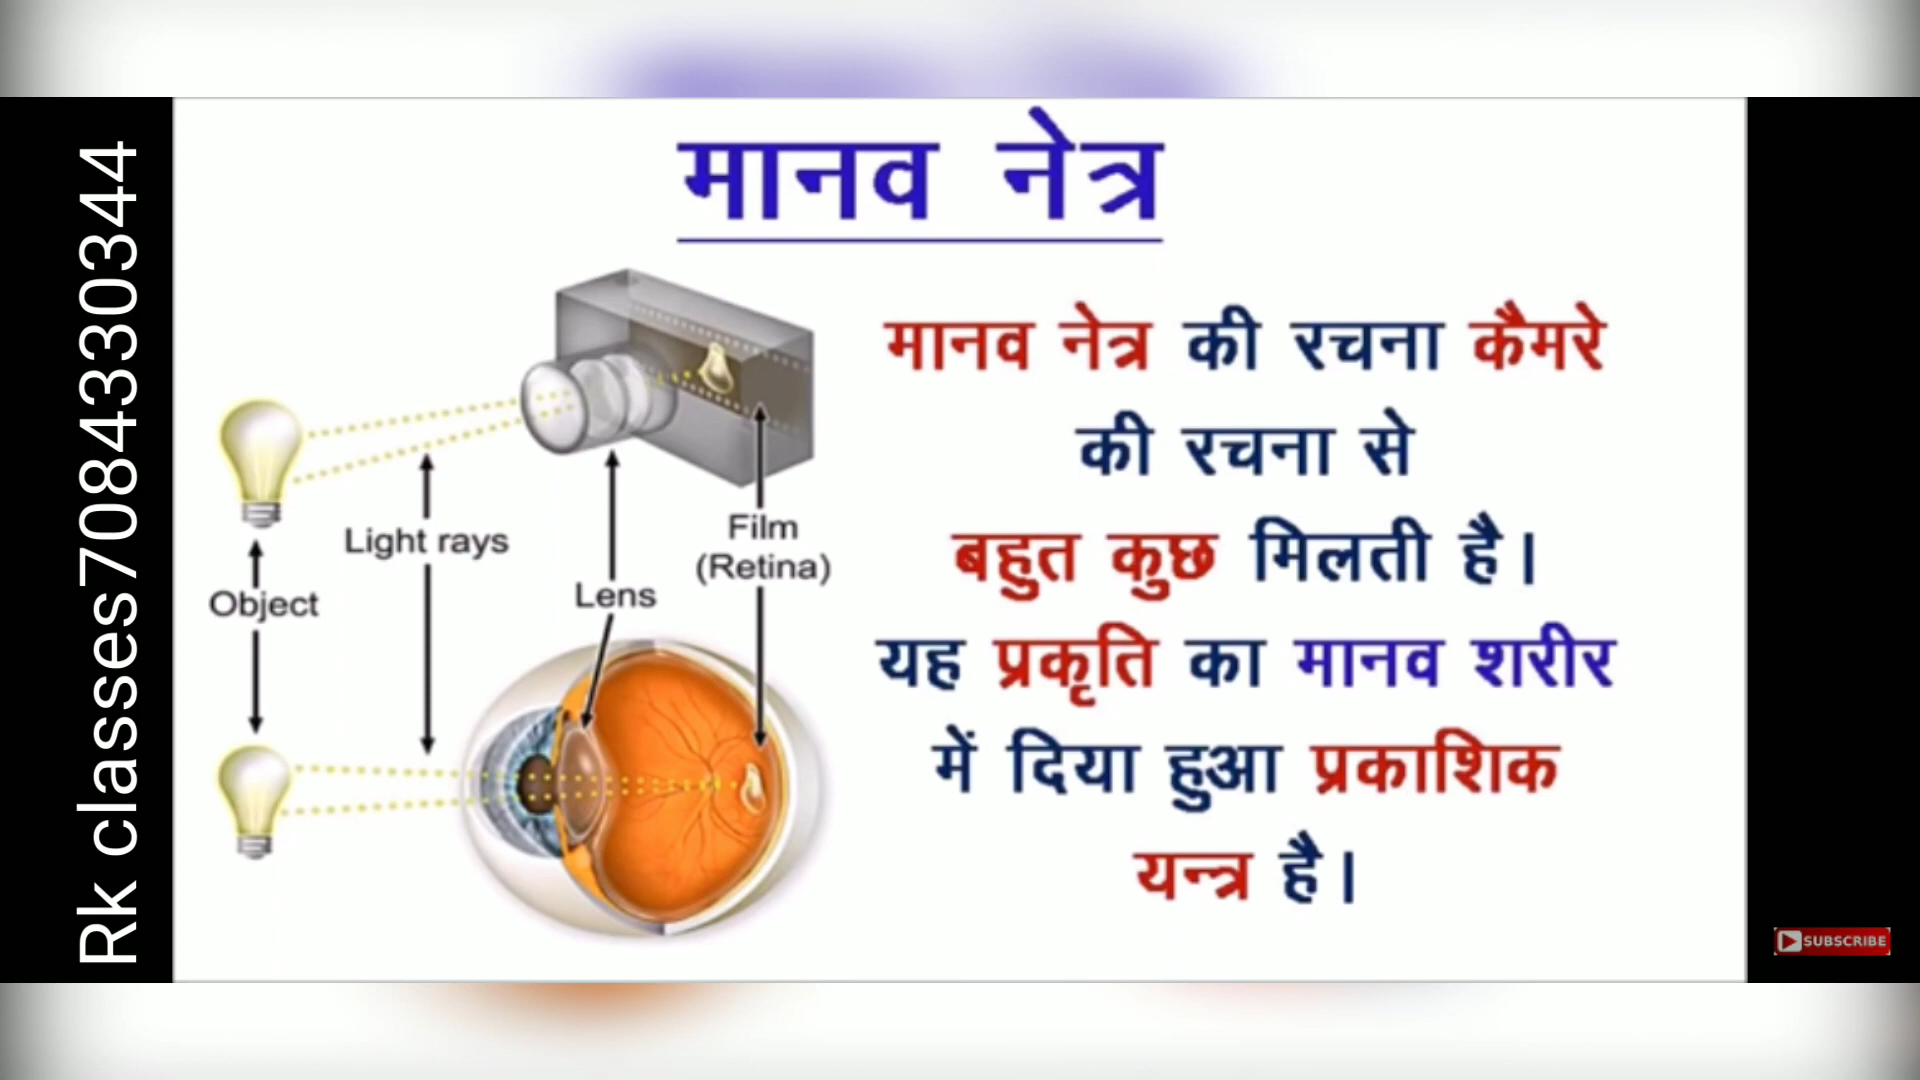 मानव नेत्र
Rk classes7084330344
मानव नेत्र की रचना कैमरे
की रचना से
बहुत कुछ मिलती है।
यह प्रकृति का मानव शरीर
में दिया हुआ प्रकाशिक
यन्त्र है।
Light rays
Film
(Retina)
Lens
Object
SUBSCRIBE